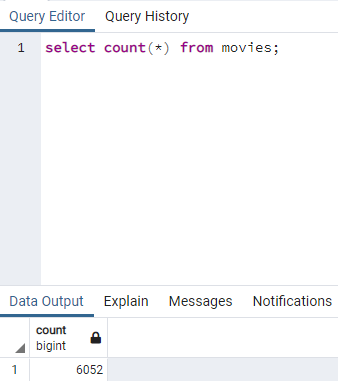 Query Editor Query History
1 select count(*) from movies;
Data Output Explain Messages Notifications
count
bigint
1 6052